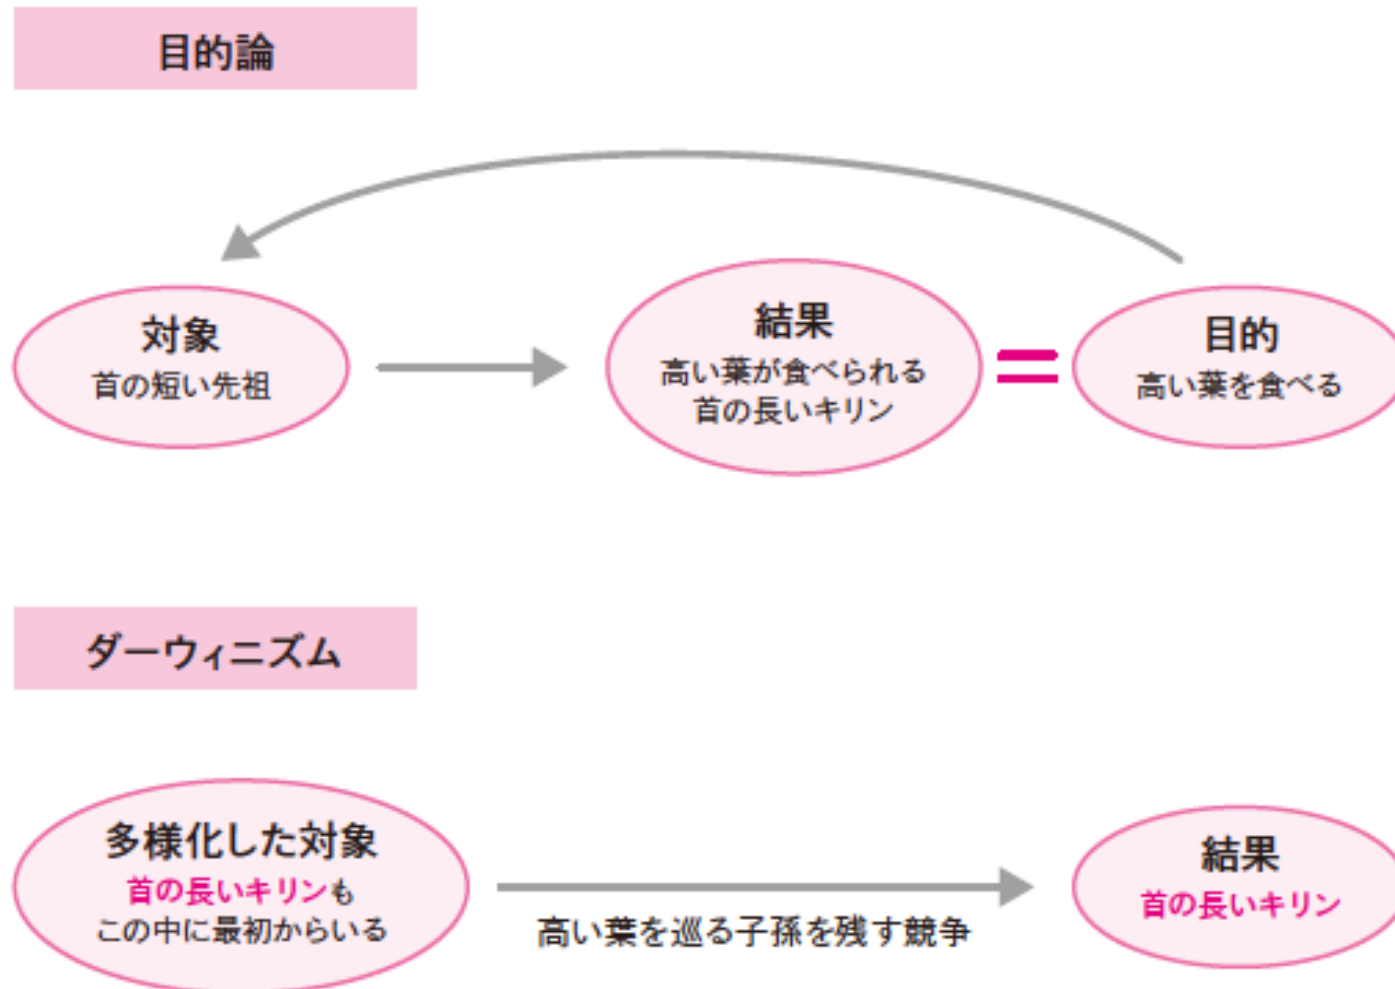 目的論
対象
首の短い先祖
結果
高い葉が食べられる
首の長いキリン
=
目的
高い葉を食べる
ダーウィニズム
多様化した対象
首の長いキリンも
この中に最初からいる
高い葉を巡る子孫を残す競争
結果
首の長いキリン